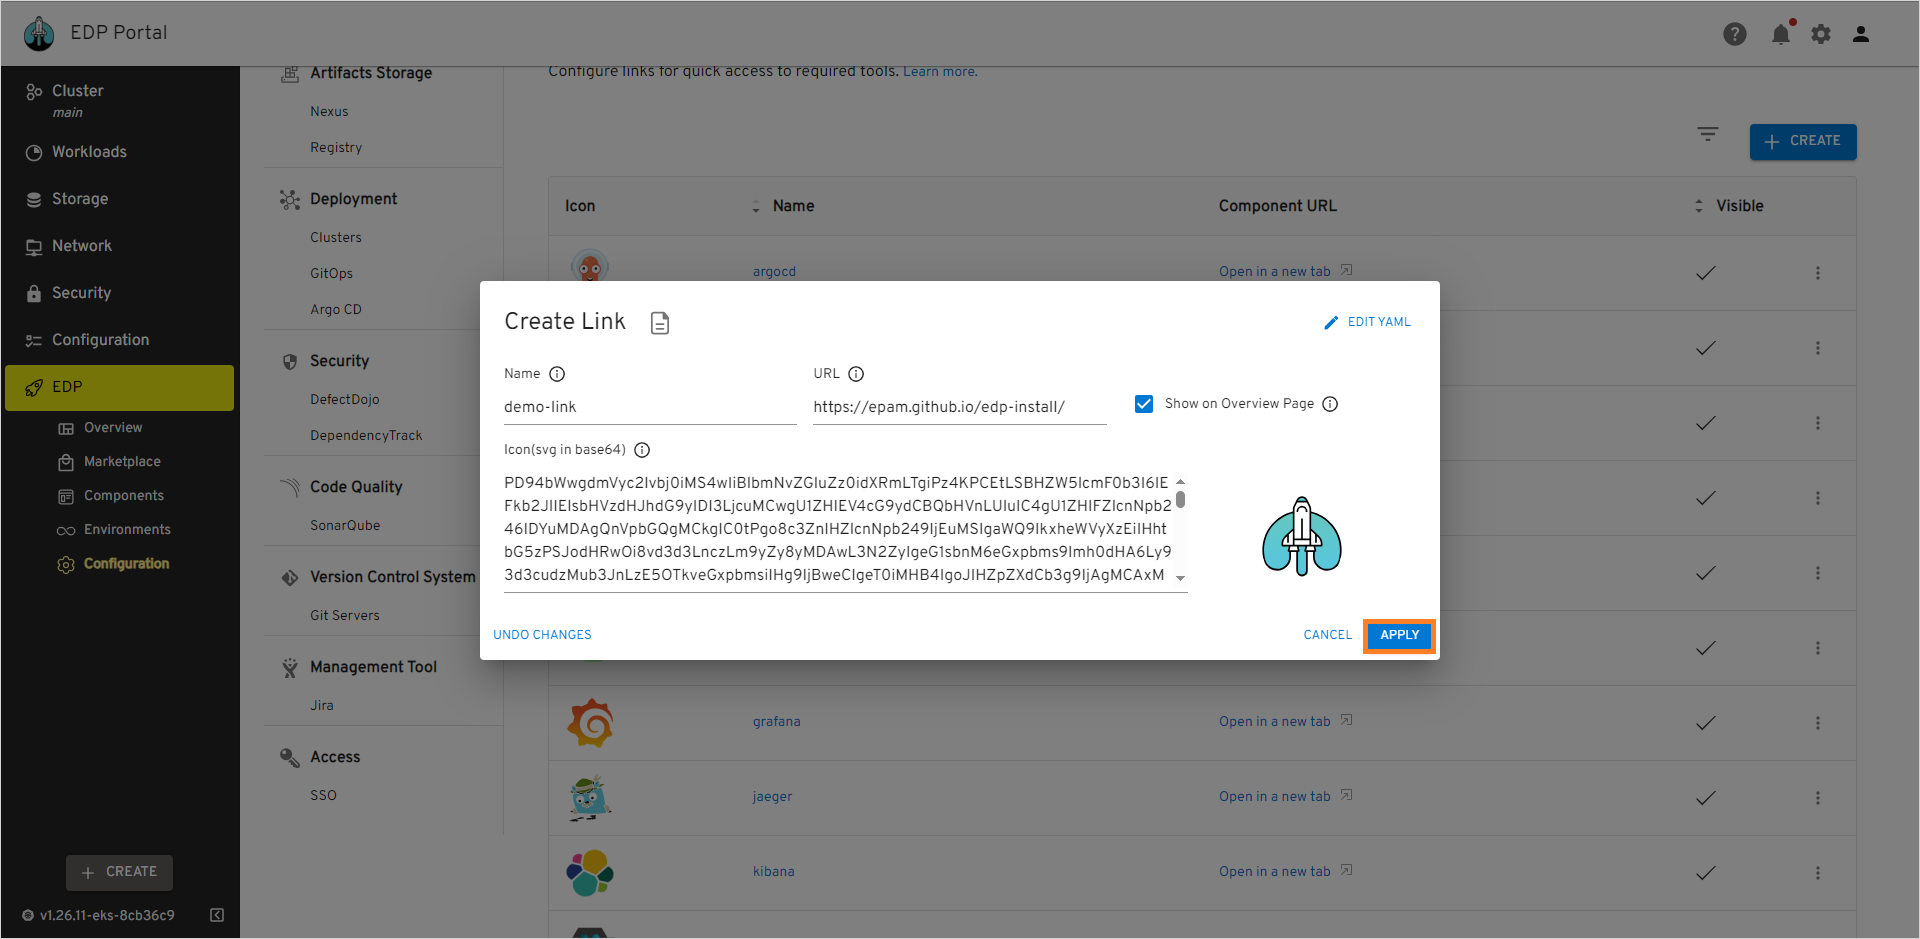 EDP Portal
Cluster
main
Workloads
Storage
Network
Security
Configuration
EDP
Overview
Marketplace
Components
Environments
Configuration
+ CREATE
v1.26.11-eks-8cb36c9
Artifacts Storage
Nexus
Registry
Deployment
Clusters
GitOps
Argo CD
Security
DefectDojo
DependencyTrack
Code Quality
SonarQube
Version Control System
Git Servers
Management Tool
Jira
Access
SSO
Configure links for quick access to required tools. Learn more.
+ CREATE
Icon Name Component URL Visible
argocd Open in a new tab
Create Link
EDIT YAML
Name URL
demo-link https://epam.github.io/edp-install/ Show on Overview Page
Icon(svg in base64)
PD94bWwgdmVyc2lvbj0iMS4wIiBlbmNvZGluZz0idXRmLTgiPz4KPCEtLSBHZW5lcmF0b3I6IE
Fkb2JlIElsbHVzdHJhdG9yIDI3LjcuMCwgU1ZHIEV4cG9ydCBQbHVnLUluIC4gU1ZHIFZlcnNpb2
46IDYuMDAgQnVpbGQgMCkgIC0tPgo8c3ZnIHZlcnNpb249IjEuMSIgaWQ9IkxheWVyXzEiIHht
bG5zPSJodHRwOi8vd3d3LnczLm9yZy8yMDAwL3N2ZyIgeG1sbnM6eGxpbms9Imh0dHA6Ly9
3d3cudzMub3JnLzE5OTkveGxpbmsiIHg9IjBweCIgeT0iMHB4IgoJIHZpZXdCb3g9IjAgMCAxM
UNDO CHANGES CANCEL APPLY
grafana Open in a new tab
jaeger Open in a new tab
kibana Open in a new tab